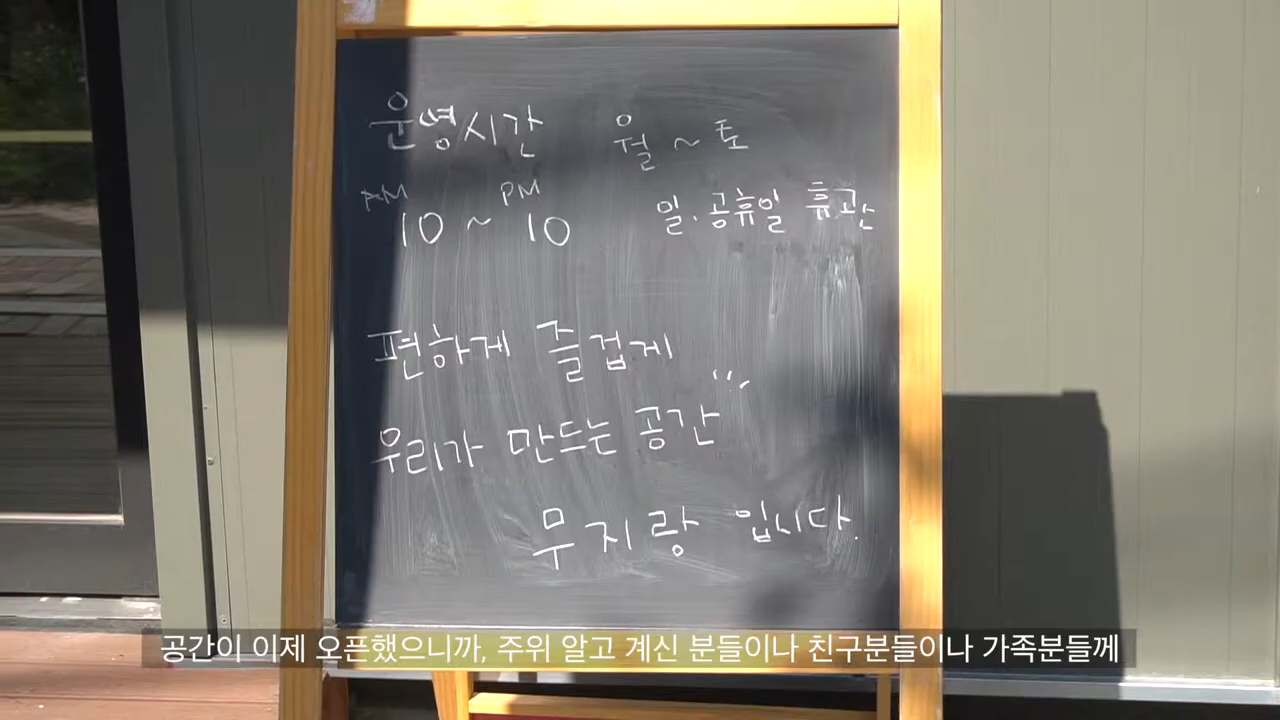 운영시간 월~토
AM PM
10 ~ 10 일.공휴일 휴관
편하게 즐겁게
우리가 만드는 공간
무지랑 입니다.
공간이 이제 오픈했으니까, 주위 알고 계신 분들이나 친구분들이나 가족분들께